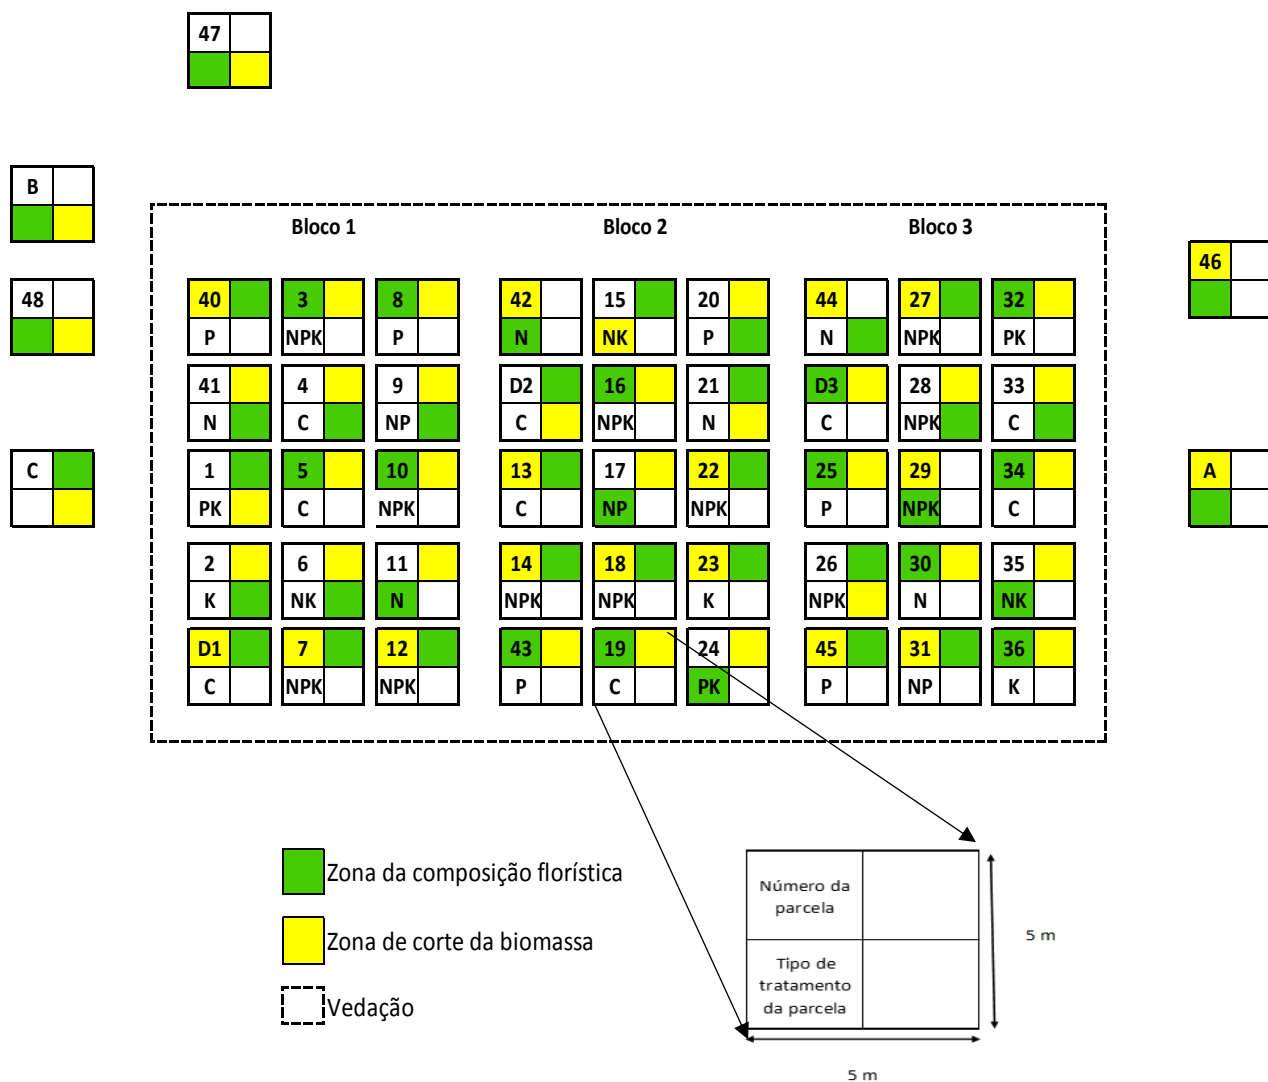 47
B
Bloco 1 Bloco 2 Bloco 3
46
48
40 3 8 42 15 20 44 27 32
P NPK P N NK P N NPK PK
41 4 9 D2 16 21 D3 28 33
N C NP C NPK N C NPK C
C 1 5 10 13 17 22 25 29 34 A
PK C NPK C NP NPK P NPK C
2 6 11 14 18 23 26 30 35
K NK N NPK NPK K NPK N NK
D1 7 12 43 19 24 45 31 36
C NPK NPK P C PK P NP K
Zona da composição florística
Zona de corte da biomassa
Vedação
Número da
parcela
Tipo de
tratamento
da parcela
5 m
5 m